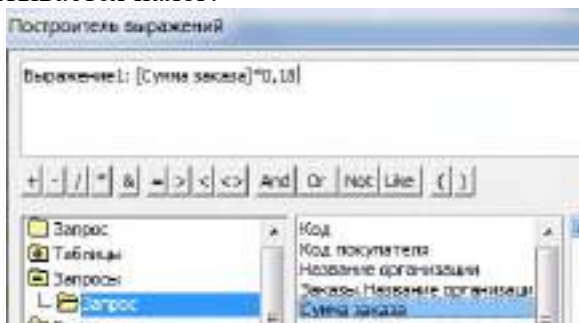 Построитель выражений
Выражение1: [Сумма заказа]*0,18
+ - / * & = > < <> And Or Not Like ( )
Запрос
Таблицы
Запросы
Запрос
Код
Код покупателя
Название организации
Заказы.Название организаци
Сумма заказа